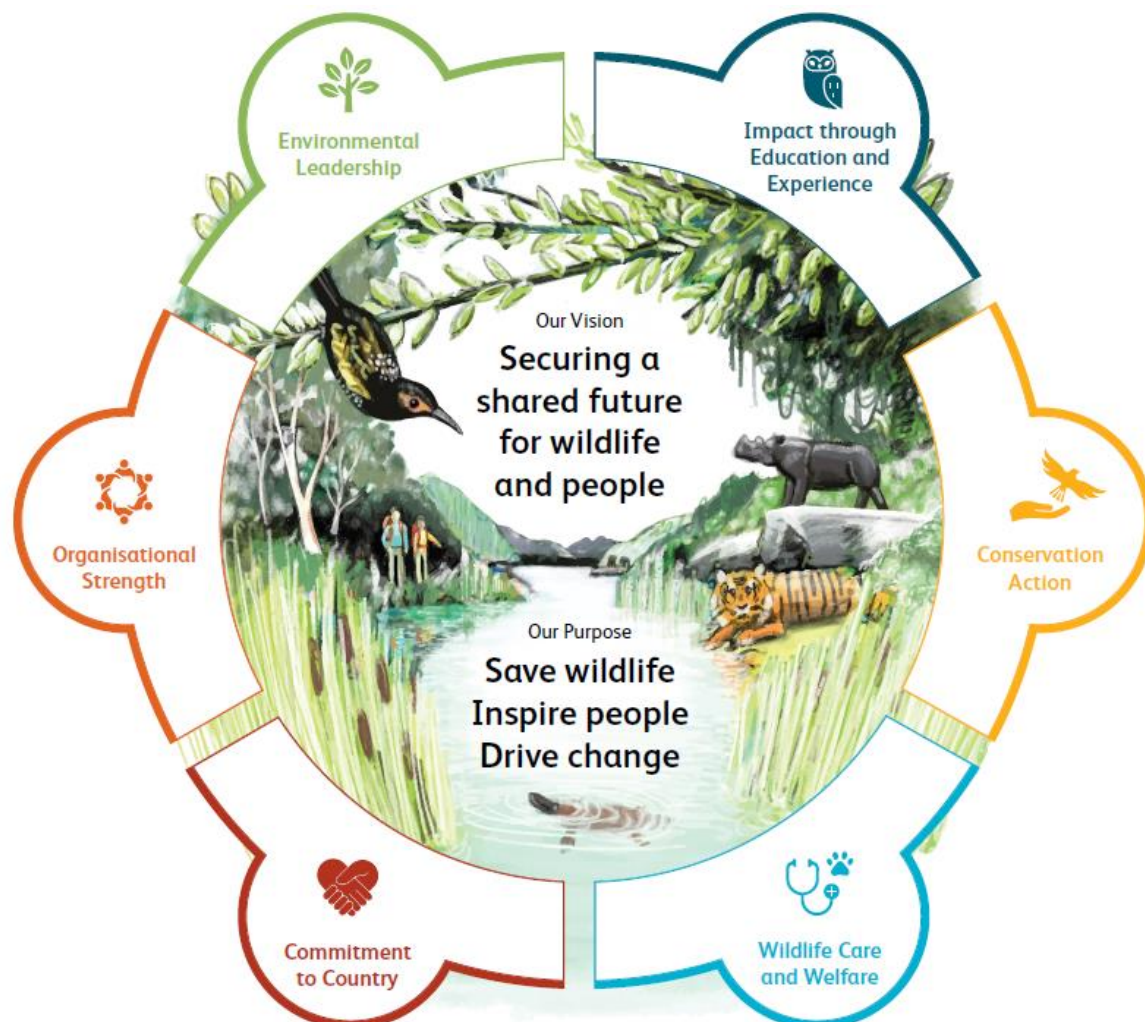 Environmental
Leadership
Impact through
Education and
Experience
Our Vision
Securing a
shared future
for wildlife
and people
Organisational
Strength
Conservation
Action
Our Purpose
Save wildlife
Inspire people
Drive change
Commitment
to Country
Wildlife Care
and Welfare